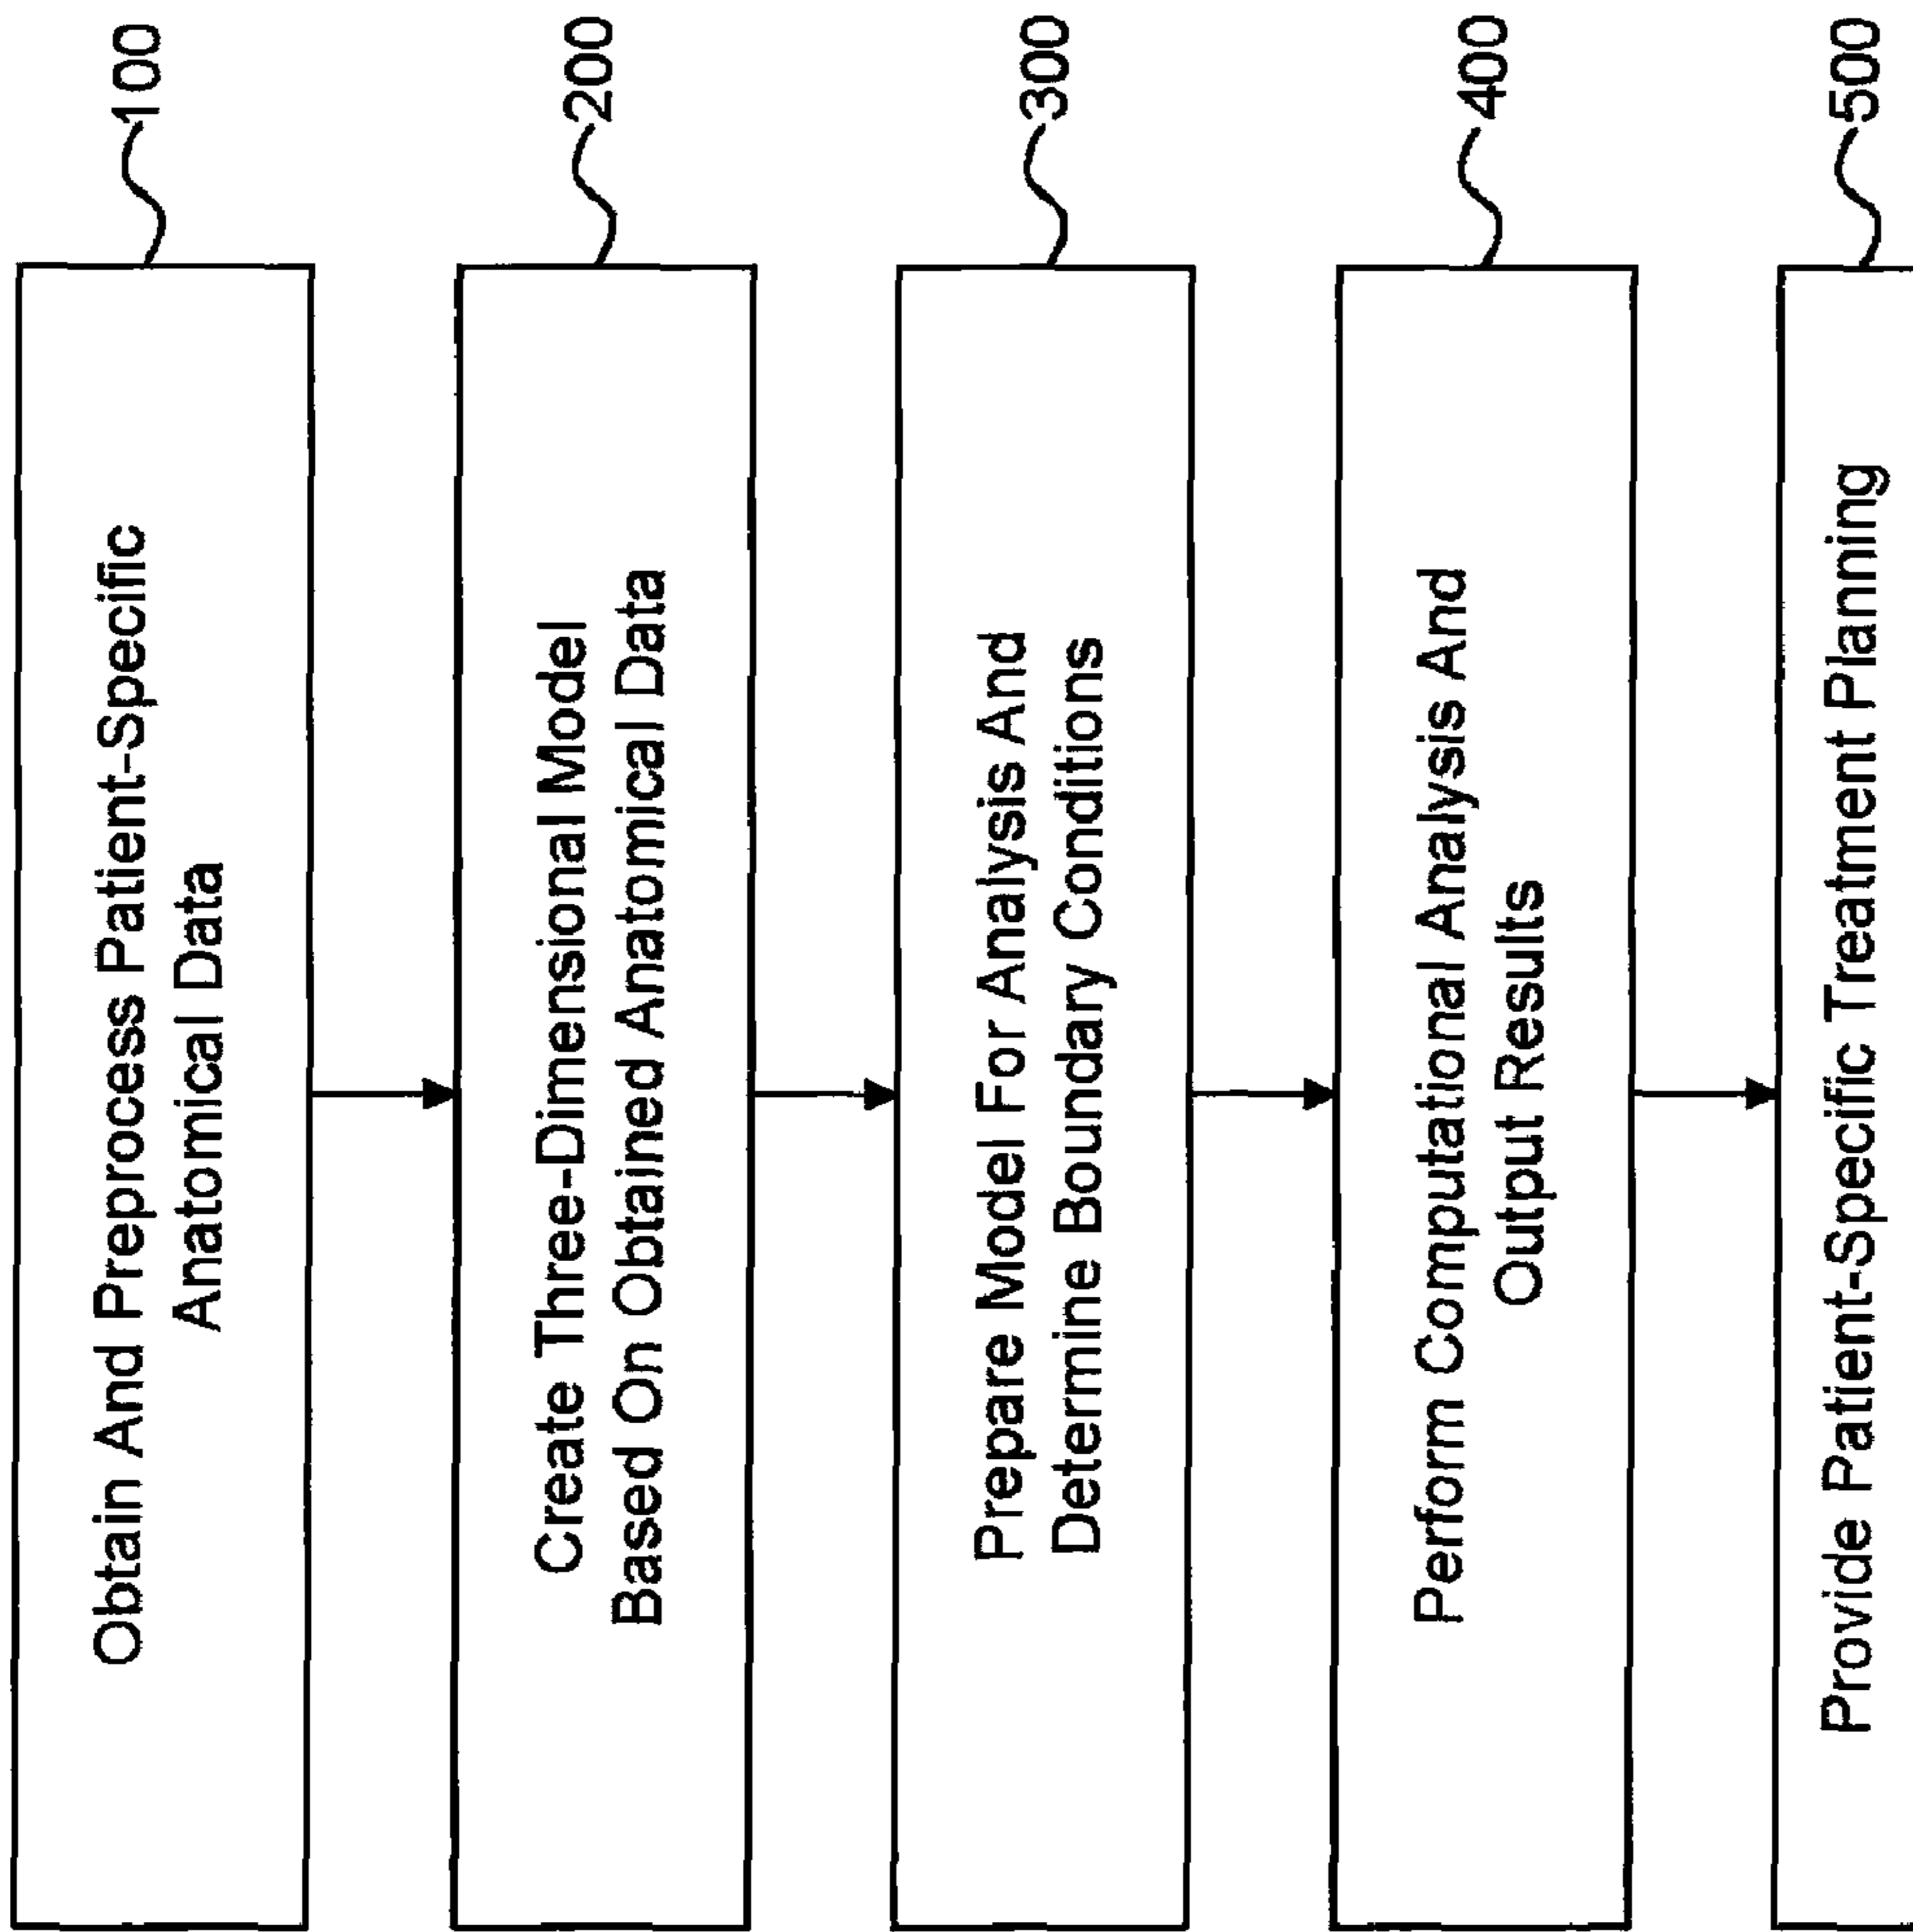 Obtain And Preprocess Patient-Specific
Anatomical Data
100
Create Three-Dimensional Model
Based On Obtained Anatomical Data
200
Prepare Model For Analysis And
Determine Boundary Conditions
300
Perform Computational Analysis And
Output Results
400
Provide Patient-Specific Treatment Planning
500